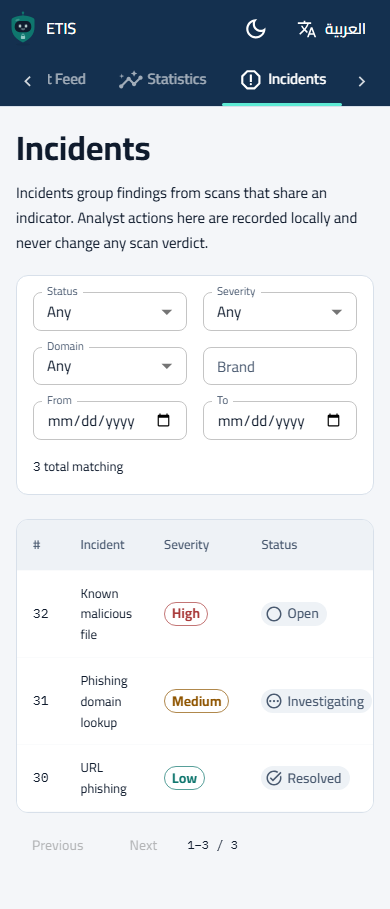 ETIS
العربية
t Feed
Statistics
Incidents
Incidents
Incidents group findings from scans that share an
indicator. Analyst actions here are recorded locally and
never change any scan verdict.
Status
Severity
Any
Any
Domain
Any
Brand
From
To
mm/dd/yyyy
mm/dd/yyyy
3 total matching
# Incident Severity Status
Known
32 malicious High Open
file
Phishing
31 domain Medium Investigating
lookup
URL
30 Low Resolved
phishing
Previous Next 1–3 / 3